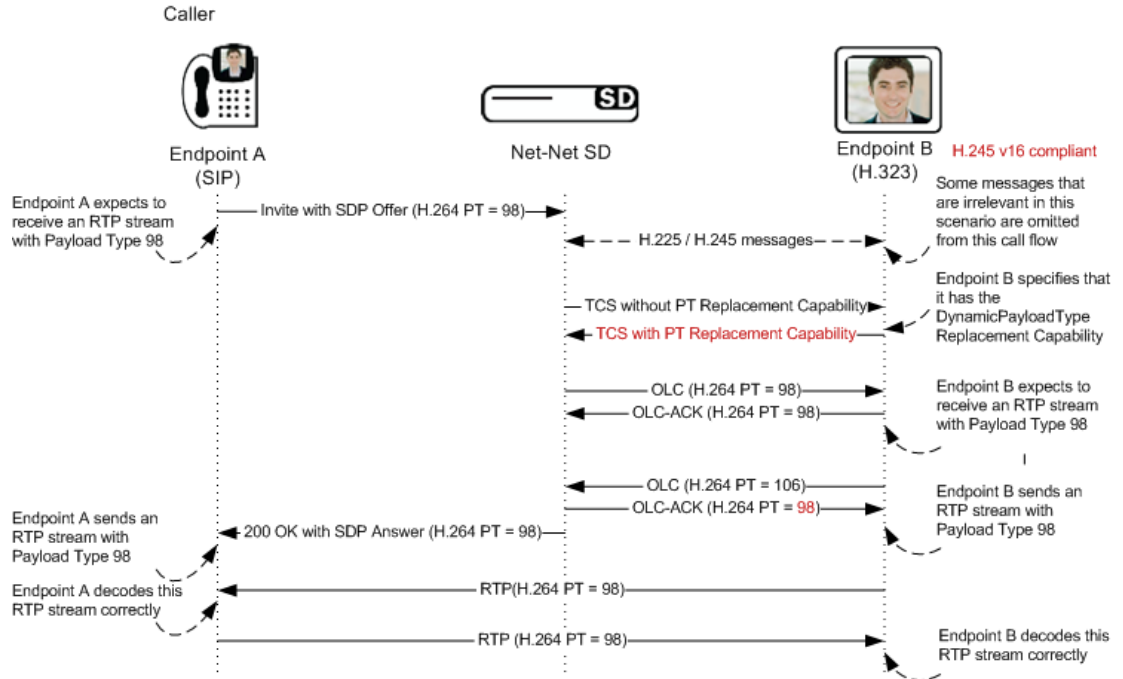 Caller
SD
Endpoint A
(SIP)
Net-Net SD
Endpoint B
(H.323)
H.245 v16 compliant
Endpoint A expects to
receive an RTP stream
with Payload Type 98
Invite with SDP Offer (H.264 PT = 98)
H.225 / H.245 messages
Some messages that
are irrelevant in this
scenario are omitted
from this call flow
TCS without PT Replacement Capability
TCS with PT Replacement Capability
Endpoint B specifies that
it has the
DynamicPayloadType
Replacement Capability
OLC (H.264 PT = 98)
OLC-ACK (H.264 PT = 98)
Endpoint B expects to
receive an RTP stream
with Payload Type 98
OLC (H.264 PT = 106)
OLC-ACK (H.264 PT = 98)
Endpoint B sends an
RTP stream with
Payload Type 98
Endpoint A sends an
RTP stream with
Payload Type 98
200 OK with SDP Answer (H.264 PT = 98)
Endpoint A decodes this
RTP stream correctly
RTP(H.264 PT = 98)
RTP (H.264 PT = 98)
Endpoint B decodes this
RTP stream correctly